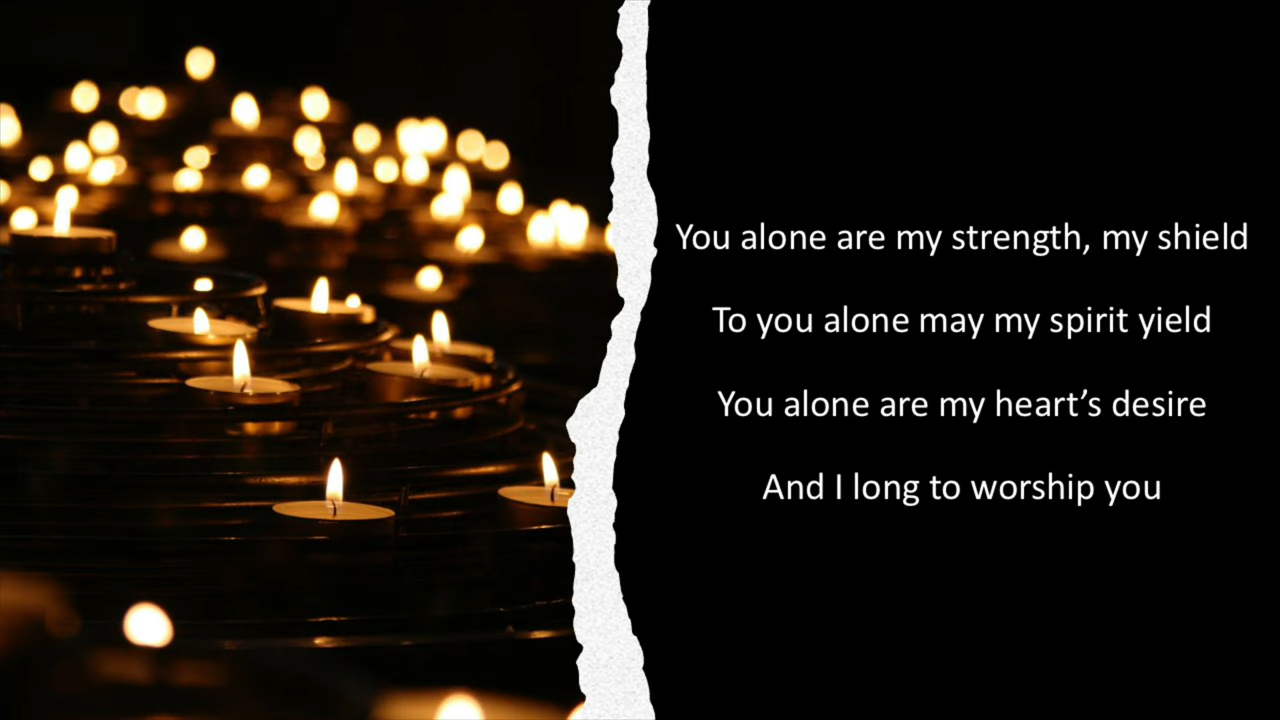 You alone are my strength, my shield
To you alone may my spirit yield
You alone are my heart’s desire
And I long to worship you